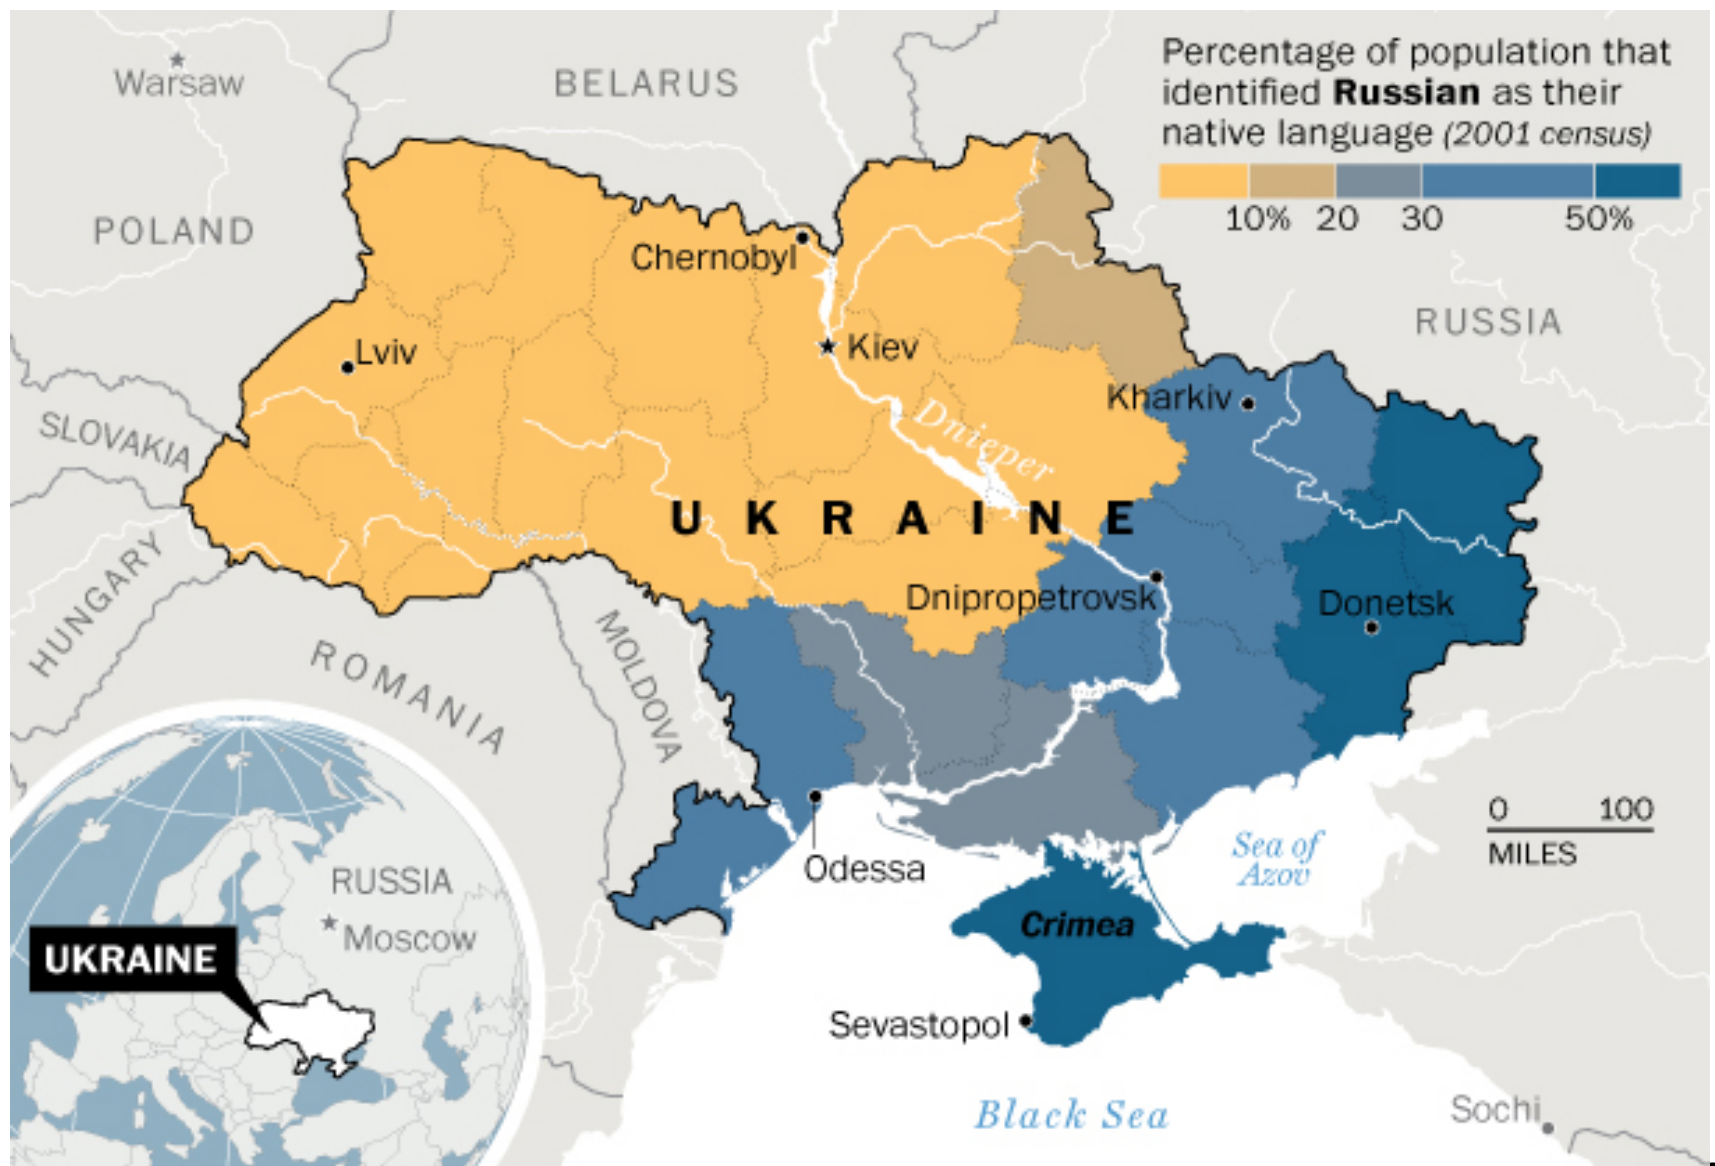 Percentage of population that
identified Russian as their
native language (2001 census)
10% 20 30 50%
Warsaw
BELARUS
POLAND
Chernobyl
RUSSIA
Lviv
Kiev
Kharkiv
SLOVAKIA
Dnieper
UKRAINE
HUNGARY
Dnipropetrovsk
Donetsk
ROMANIA
MOLDOVA
0 100
MILES
Sea of
Azov
Odessa
RUSSIA
Crimea
Moscow
UKRAINE
Sevastopol
Black Sea
Sochi